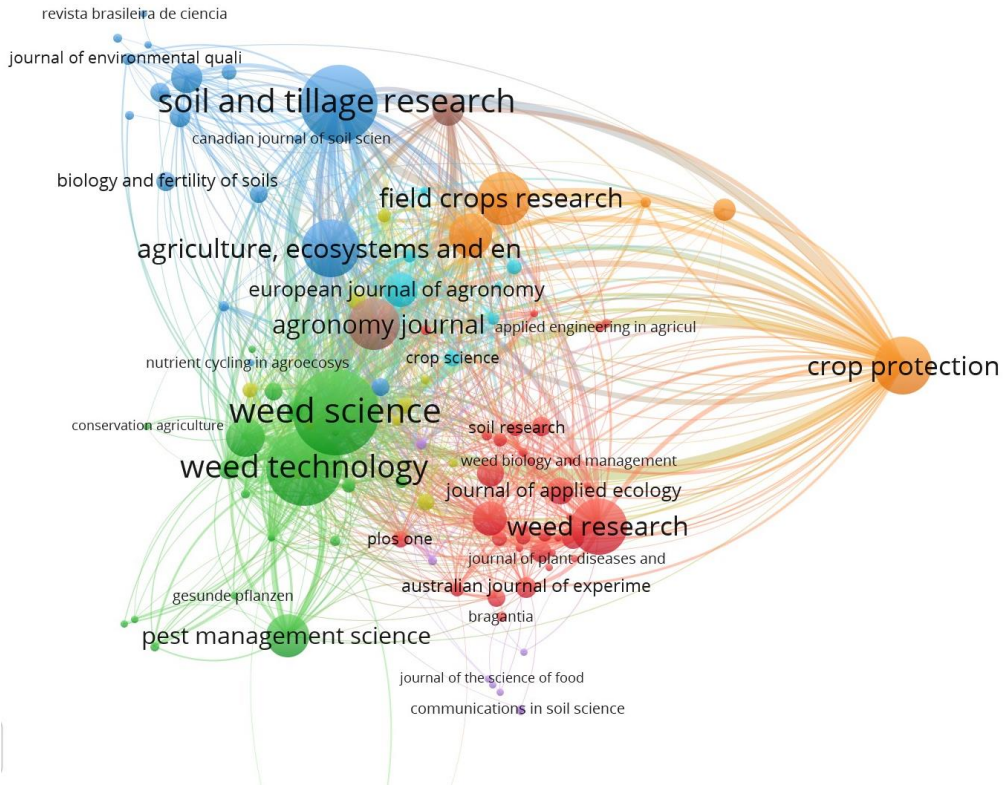 revista brasileira de ciencia
journal of environmental quali
soil and tillage research
canadian journal of soil scien
biology and fertility of soils
field crops research
agriculture, ecosystems and en
european journal of agronomy
agronomy journal
applied engineering in agricul
nutrient cycling in agroecosys
crop science
crop protection
weed science
conservation agriculture
soil research
weed technology
weed biology and management
journal of applied ecology
weed research
plos one
journal of plant diseases and
australian journal of experime
gesunde pflanzen
bragantia
pest management science
journal of the science of food
communications in soil science